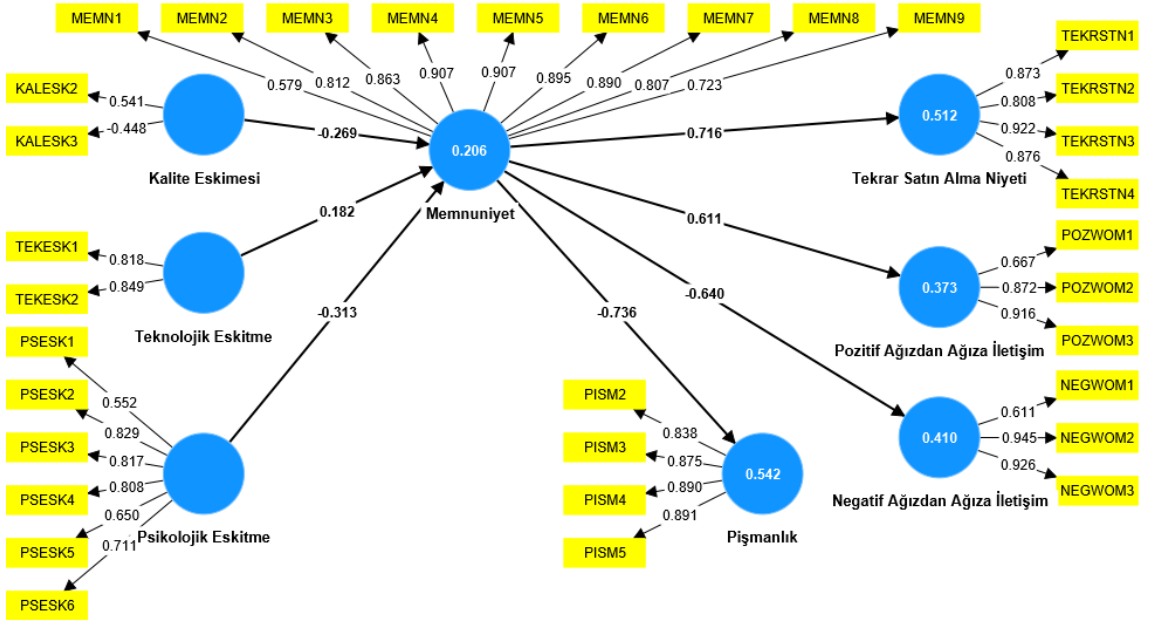 MEMN1
MEMN2
MEMN3
MEMN4
MEMN5
MEMN6
MEMN7
MEMN8
MEMN9
0.579
0.812
0.863
0.907
0.907
0.895
0.890
0.807
0.723
KALESK2
KALESK3
0.541
-0.448
Kalite Eskimesi
-0.269
0.206
Memnuniyet
TEKESK1
TEKESK2
0.818
0.849
Teknolojik Eskitme
0.182
PSESK1
PSESK2
PSESK3
PSESK4
PSESK5
PSESK6
0.552
0.829
0.817
0.808
0.650
0.711
Psikolojik Eskitme
-0.313
0.716
0.611
-0.640
-0.736
0.512
Tekrar Satın Alma Niyeti
0.873
0.808
0.922
0.876
TEKRSTN1
TEKRSTN2
TEKRSTN3
TEKRSTN4
0.373
Pozitif Ağızdan Ağıza İletişim
0.667
0.872
0.916
POZWOM1
POZWOM2
POZWOM3
0.410
Negatif Ağızdan Ağıza İletişim
0.611
0.945
0.926
NEGWOM1
NEGWOM2
NEGWOM3
PISM2
PISM3
PISM4
PISM5
0.838
0.875
0.890
0.891
0.542
Pişmanlık